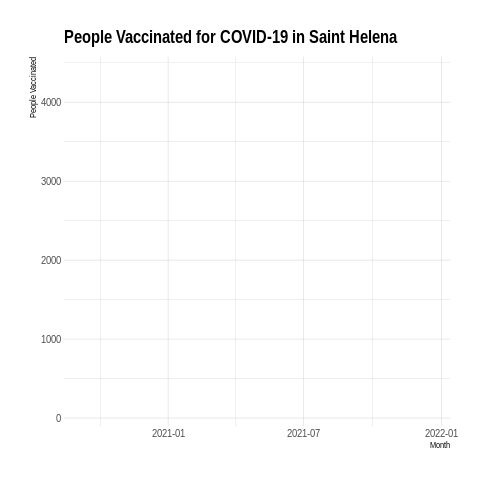 People Vaccinated for COVID-19 in Saint Helena
People Vaccinated
4000
3000
2000
1000
0
2021-01
2021-07
2022-01
Month